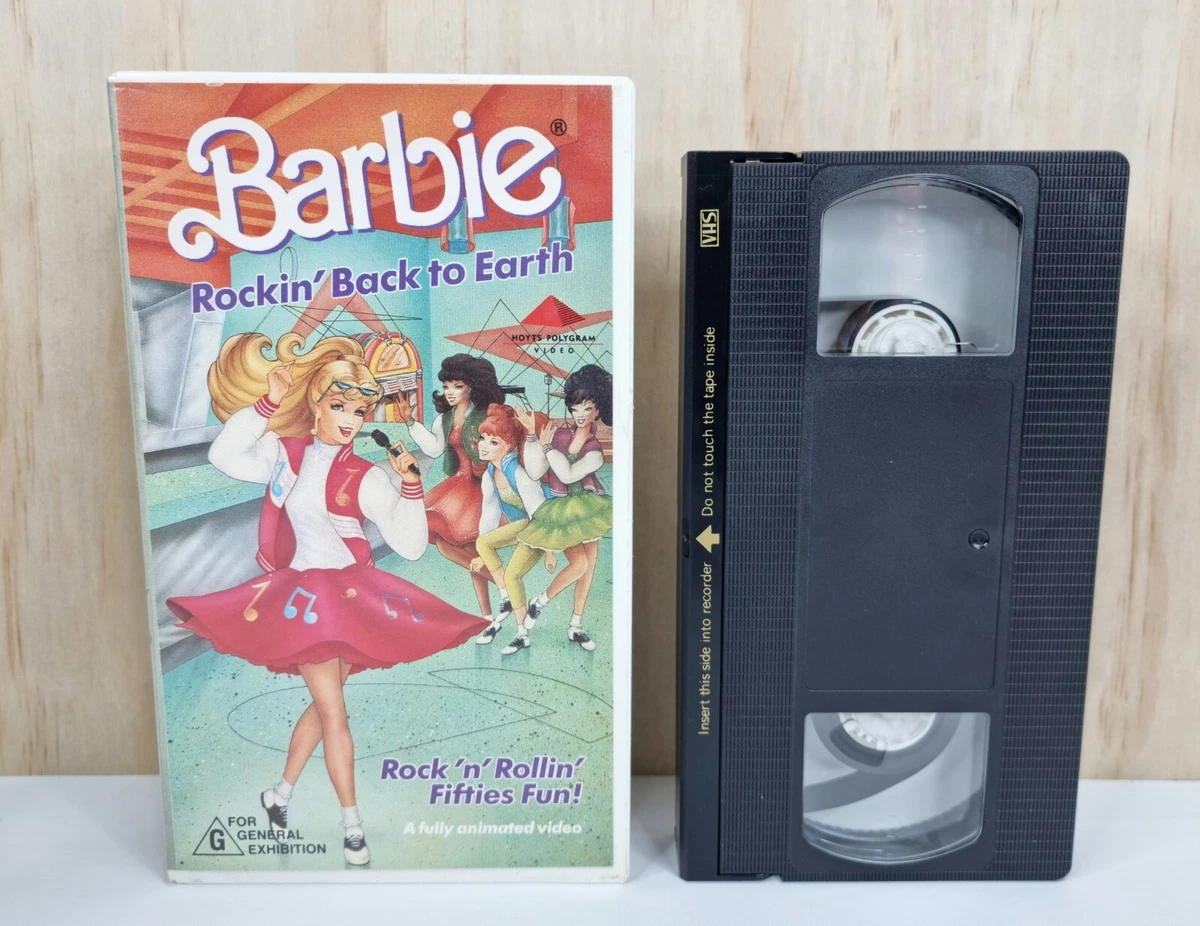 Barbie®
Rockin' Back to Earth
HOYTS POLYGRAM
VIDEO
Rock 'n' Rollin'
Fifties Fun!
A fully animated video
G
FOR
GENERAL
EXHIBITION
VHS
Insert this side into recorder Do not touch the tape inside